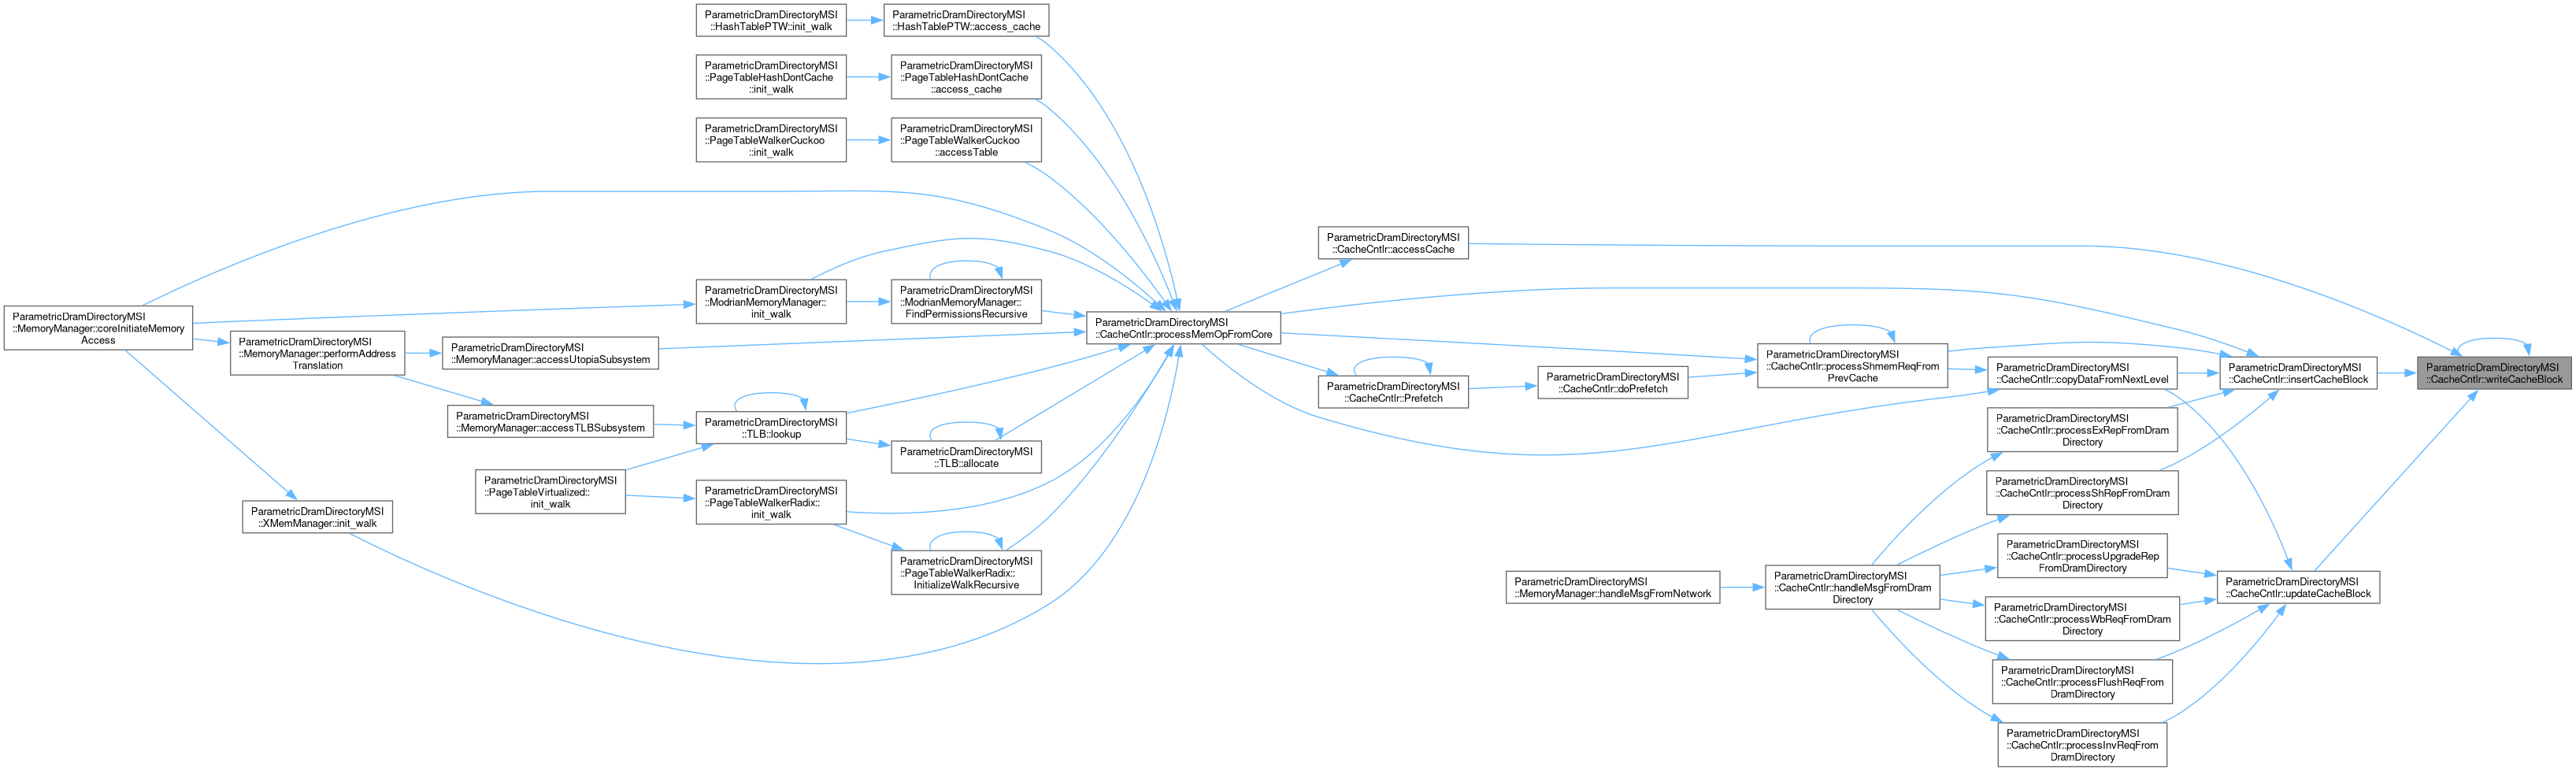 ParametricDramDirectoryMSI
::HashTablePTW::init_walk
ParametricDramDirectoryMSI
::HashTablePTW::access_cache
ParametricDramDirectoryMSI
::PageTableHashDontCache
::init_walk
ParametricDramDirectoryMSI
::PageTableHashDontCache
::access_cache
ParametricDramDirectoryMSI
::PageTableWalkerCuckoo
::init_walk
ParametricDramDirectoryMSI
::PageTableWalkerCuckoo
::accessTable
ParametricDramDirectoryMSI
::CacheCntlr::accessCache
ParametricDramDirectoryMSI
::ModrianMemoryManager::
init_walk
ParametricDramDirectoryMSI
::ModrianMemoryManager::
FindPermissionsRecursive
ParametricDramDirectoryMSI
::MemoryManager::coreInitiateMemory
Access
ParametricDramDirectoryMSI
::MemoryManager::performAddress
Translation
ParametricDramDirectoryMSI
::MemoryManager::accessUtopiaSubsystem
ParametricDramDirectoryMSI
::CacheCntlr::processMemOpFromCore
ParametricDramDirectoryMSI
::CacheCntlr::processShmemReqFrom
PrevCache
ParametricDramDirectoryMSI
::CacheCntlr::copyDataFromNextLevel
ParametricDramDirectoryMSI
::CacheCntlr::insertCacheBlock
ParametricDramDirectoryMSI
::CacheCntlr::writeCacheBlock
ParametricDramDirectoryMSI
::CacheCntlr::Prefetch
ParametricDramDirectoryMSI
::CacheCntlr::doPrefetch
ParametricDramDirectoryMSI
::MemoryManager::accessTLBSubsystem
ParametricDramDirectoryMSI
::TLB::lookup
ParametricDramDirectoryMSI
::TLB::allocate
ParametricDramDirectoryMSI
::CacheCntlr::processExRepFromDram
Directory
ParametricDramDirectoryMSI
::PageTableVirtualized::
init_walk
ParametricDramDirectoryMSI
::PageTableWalkerRadix::
init_walk
ParametricDramDirectoryMSI
::CacheCntlr::processShRepFromDram
Directory
ParametricDramDirectoryMSI
::XMemManager::init_walk
ParametricDramDirectoryMSI
::PageTableWalkerRadix::
InitializeWalkRecursive
ParametricDramDirectoryMSI
::CacheCntlr::processUpgradeRep
FromDramDirectory
ParametricDramDirectoryMSI
::MemoryManager::handleMsgFromNetwork
ParametricDramDirectoryMSI
::CacheCntlr::handleMsgFromDram
Directory
ParametricDramDirectoryMSI
::CacheCntlr::processWbReqFromDram
Directory
ParametricDramDirectoryMSI
::CacheCntlr::updateCacheBlock
ParametricDramDirectoryMSI
::CacheCntlr::processFlushReqFrom
DramDirectory
ParametricDramDirectoryMSI
::CacheCntlr::processInvReqFrom
DramDirectory